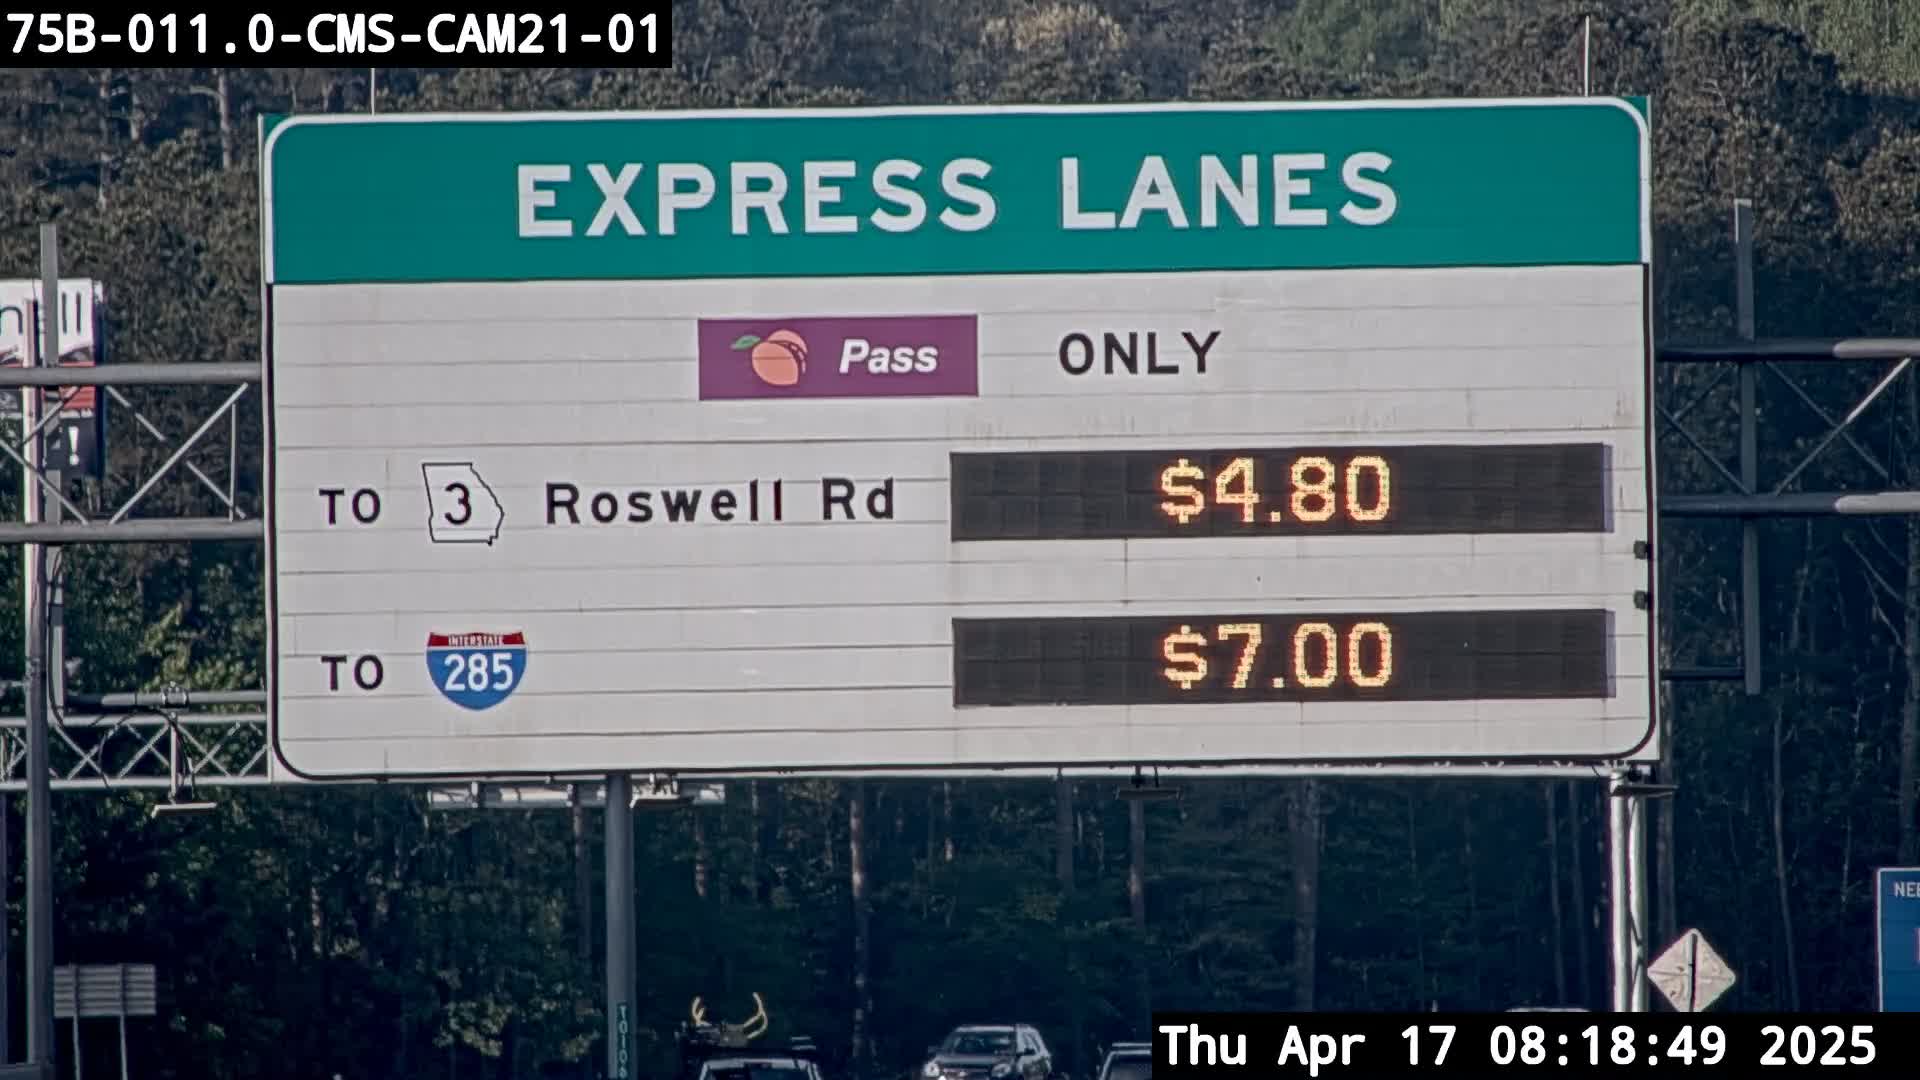 75B-011.0-CMS-CAM21-01
EXPRESS LANES
Pass ONLY
TO 3 Roswell Rd $4.80
INTERSTATE
TO 285 $7.00
!
Thu Apr 17 08:18:49 2025